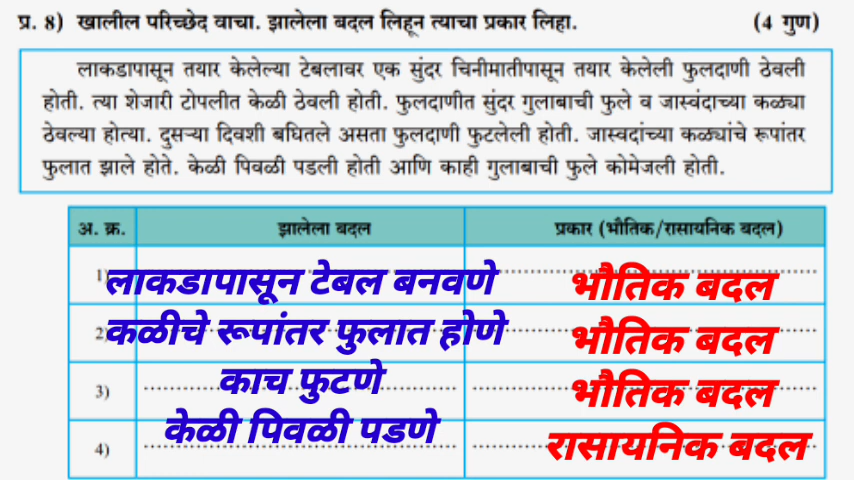 प्र. 8) खालील परिच्छेद वाचा. झालेला बदल लिहून त्याचा प्रकार लिहा. (4 गुण)
लाकडापासून तयार केलेल्या टेबलावर एक सुंदर चिनीमातीपासून तयार केलेली फुलदाणी ठेवली
होती. त्या शेजारी टोपलीत केळी ठेवली होती. फुलदाणीत सुंदर गुलाबाची फुले व जास्वंदाच्या कळ्या
ठेवल्या होत्या. दुसऱ्या दिवशी बघितले असता फुलदाणी फुटलेली होती. जास्वदांच्या कळ्यांचे रूपांतर
फुलात झाले होते. केळी पिवळी पडली होती आणि काही गुलाबाची फुले कोमेजली होती.
अ. क्र. झालेला बदल प्रकार (भौतिक/रासायनिक बदल)
1) लाकडापासून टेबल बनवणे भौतिक बदल
2) कळीचे रूपांतर फुलात होणे भौतिक बदल
3) काच फुटणे भौतिक बदल
4) केळी पिवळी पडणे रासायनिक बदल